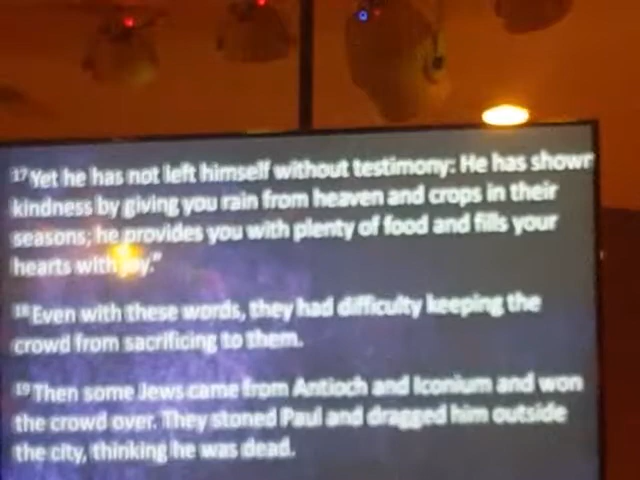 17 Yet he has not left himself without testimony: He has shown
kindness by giving you rain from heaven and crops in their
seasons; he provides you with plenty of food and fills your
hearts with joy."
18 Even with these words, they had difficulty keeping the
crowd from sacrificing to them.
19 Then some Jews came from Antioch and Iconium and won
the crowd over. They stoned Paul and dragged him outside
the city, thinking he was dead.